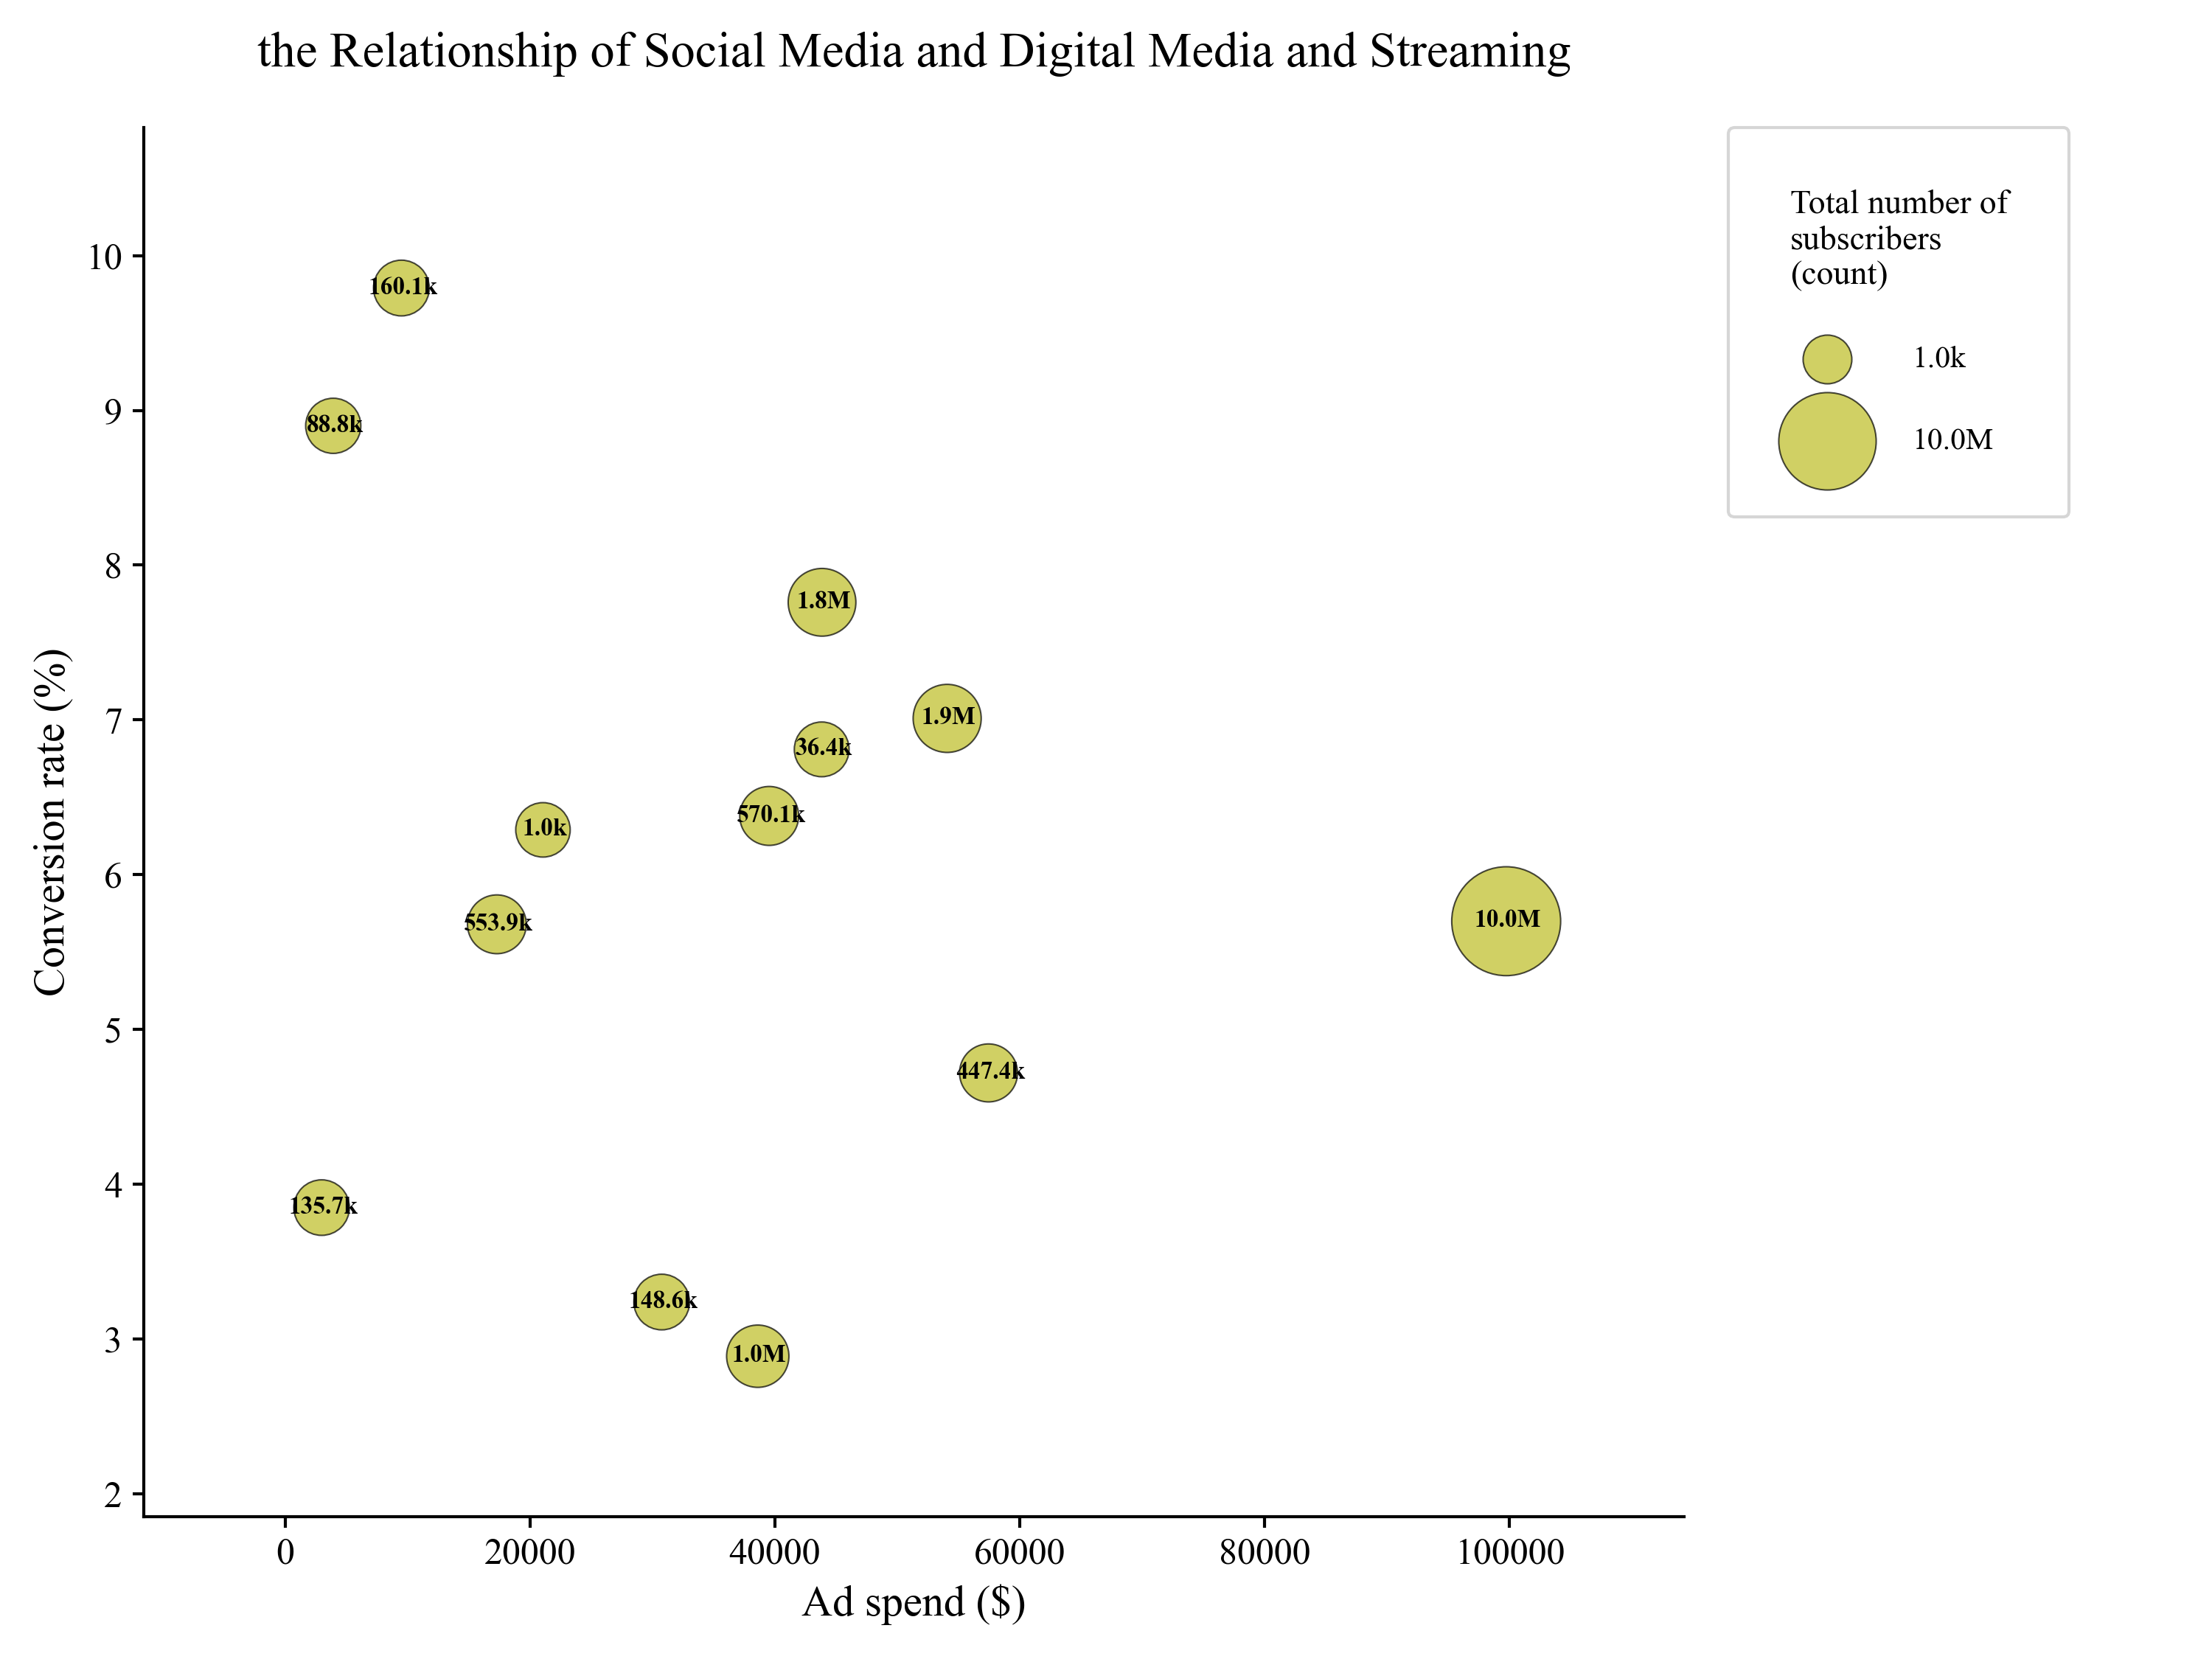 the Relationship of Social Media and Digital Media and Streaming
Total number of
subscribers
(count)
1.0k
10.0M
Conversion rate (%)
10
9
8
7
6
5
4
3
2
160.1k
88.8k
1.8M
1.9M
36.4k
570.1k
1.0k
553.9k
10.0M
447.4k
135.7k
148.6k
1.0M
0
20000
40000
60000
80000
100000
Ad spend ($)